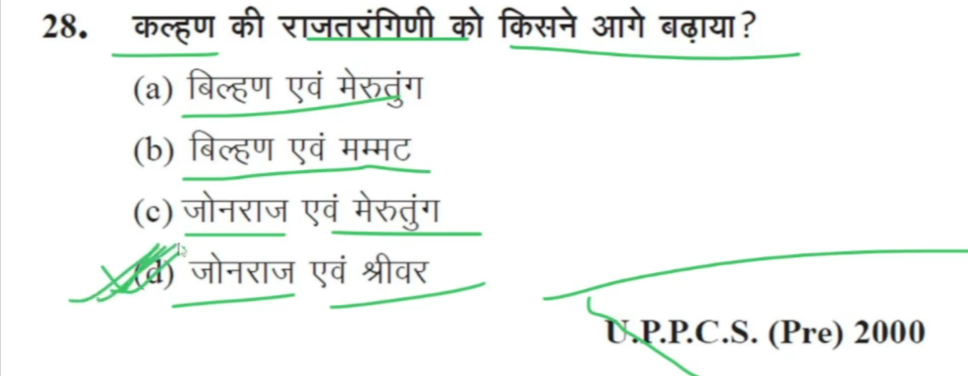 28. कल्हण की राजतरंगिणी को किसने आगे बढ़ाया?
(a) बिल्हण एवं मेरुतुंग
(b) बिल्हण एवं मम्मट
(c) जोनराज एवं मेरुतुंग
(d) जोनराज एवं श्रीवर
U.P.P.C.S. (Pre) 2000